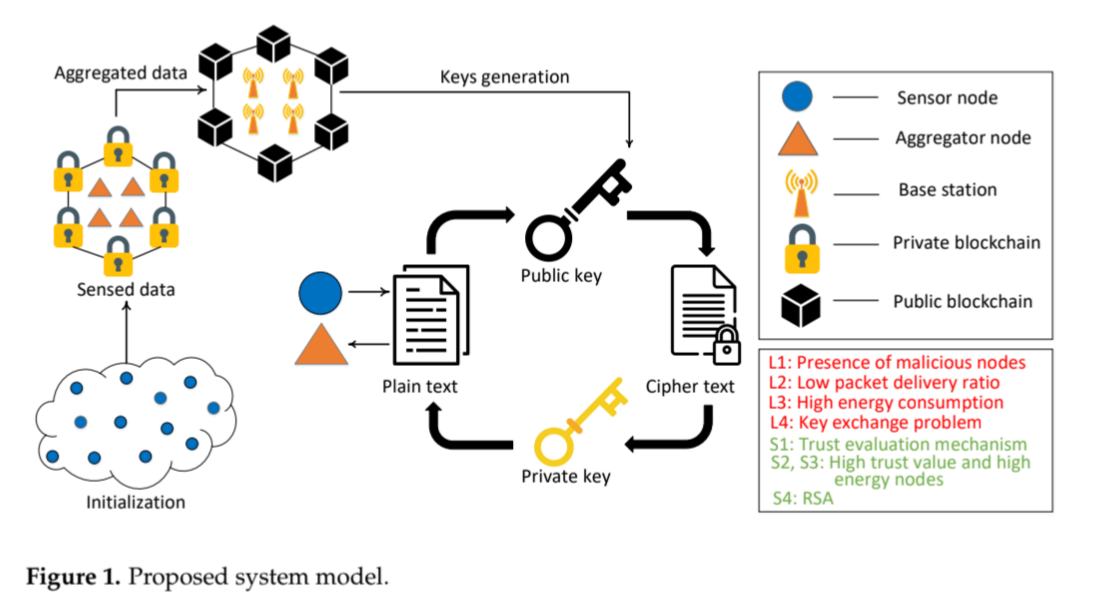 Aggregated data
Keys generation
Sensed data
Initialization
Public key
Plain text
Cipher text
Private key
Sensor node
Aggregator node
Base station
Private blockchain
Public blockchain
L1: Presence of malicious nodes
L2: Low packet delivery ratio
L3: High energy consumption
L4: Key exchange problem
S1: Trust evaluation mechanism
S2, S3: High trust value and high
energy nodes
S4: RSA
Figure 1. Proposed system model.